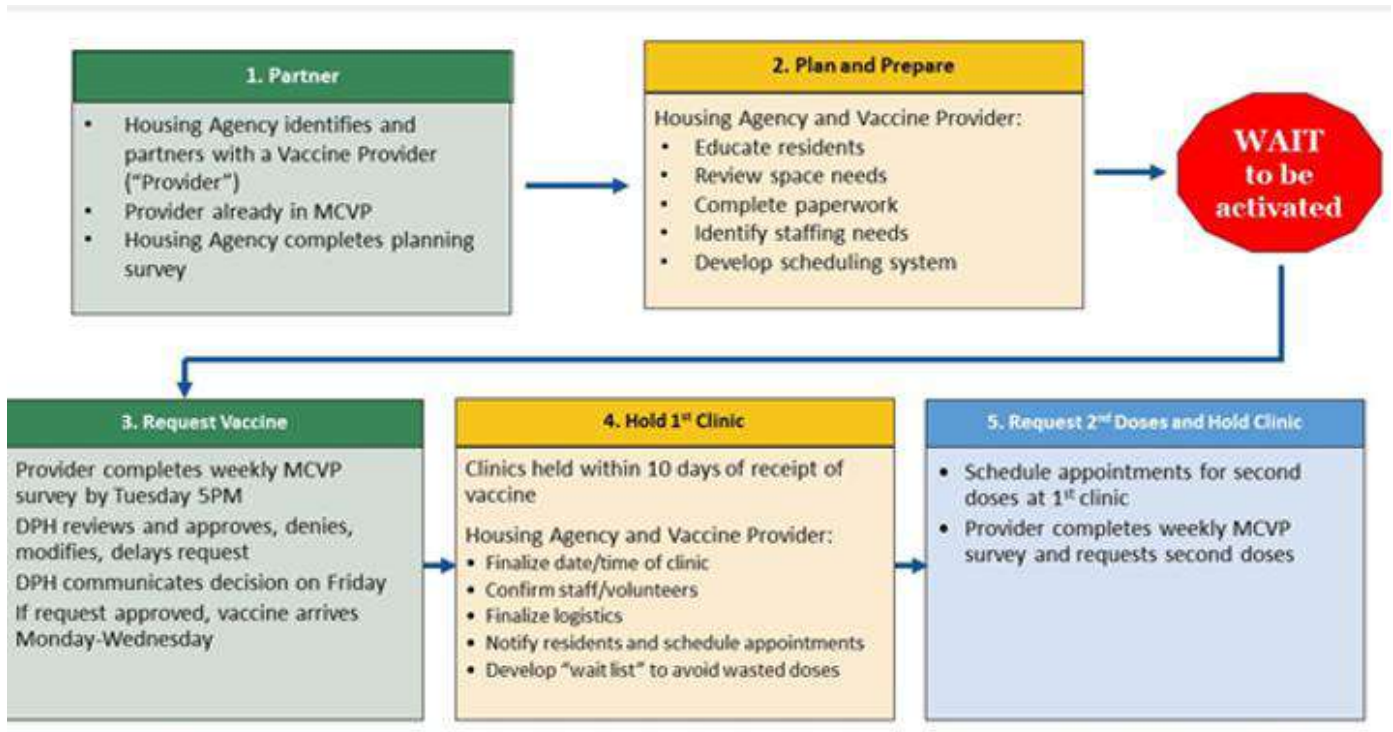 1. Partner
• Housing Agency identifies and
partners with a Vaccine Provider
(“Provider”)
• Provider already in MCVP
• Housing Agency completes planning
survey
2. Plan and Prepare
Housing Agency and Vaccine Provider:
• Educate residents
• Review space needs
• Complete paperwork
• Identify staffing needs
• Develop scheduling system
WAIT
to be
activated
3. Request Vaccine
Provider completes weekly MCVP
survey by Tuesday 5PM
DPH reviews and approves, denies,
modifies, delays request
DPH communicates decision on Friday
If request approved, vaccine arrives
Monday-Wednesday
4. Hold 1st Clinic
Clinics held within 10 days of receipt of
vaccine
Housing Agency and Vaccine Provider:
• Finalize date/time of clinic
• Confirm staff/volunteers
• Finalize logistics
• Notify residents and schedule appointments
• Develop “wait list” to avoid wasted doses
5. Request 2nd Doses and Hold Clinic
• Schedule appointments for second
doses at 1st clinic
• Provider completes weekly MCVP
survey and requests second doses